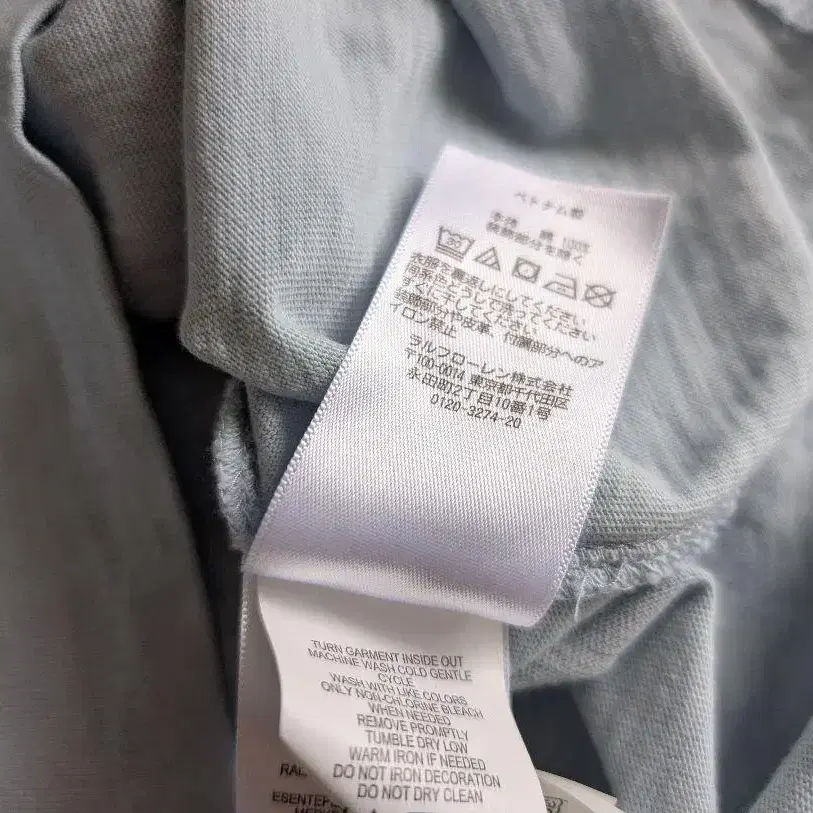 ベトナム製
本体 綿 100%
装飾部分を除く
衣服を裏返しにしてください
同系色どうしで洗ってください
すぐに干してください
装飾部分や皮革、付属部分へのア
イロン禁止
ラルフローレン株式会社
〒100-0014 東京都千代田区
永田町2丁目10番1号
0120-3274-20
TURN GARMENT INSIDE OUT
MACHINE WASH COLD GENTLE
CYCLE
WASH WITH LIKE COLORS
ONLY NON-CHLORINE BLEACH
WHEN NEEDED
REMOVE PROMPTLY
TUMBLE DRY LOW
WARM IRON IF NEEDED
DO NOT IRON DECORATION
DO NOT DRY CLEAN